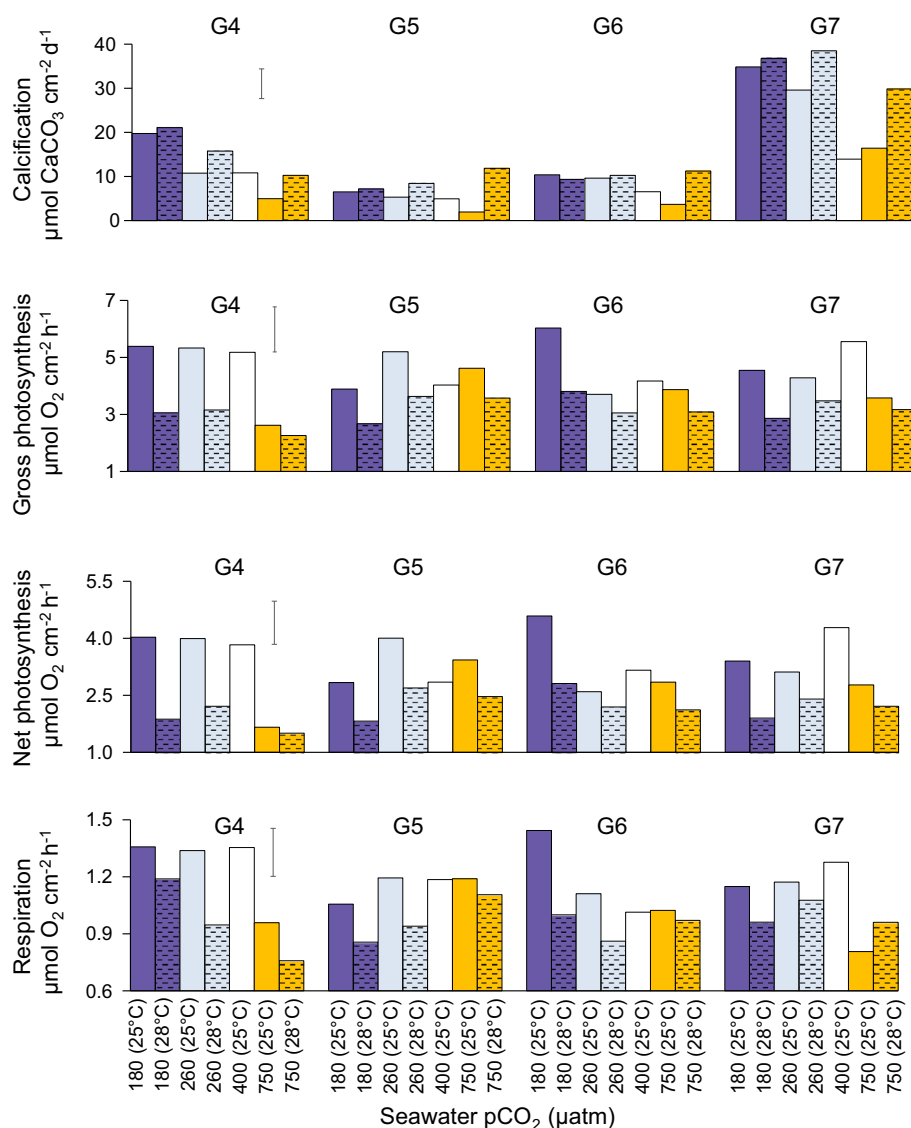 G4 G5 G6 G7
Calcification
µmol CaCO₃ cm⁻² d⁻¹
40
30
20
10
0
G4 G5 G6 G7
Gross photosynthesis
µmol O₂ cm⁻² h⁻¹
7
5
3
1
G4 G5 G6 G7
Net photosynthesis
µmol O₂ cm⁻² h⁻¹
5.5
4.0
2.5
1.0
G4 G5 G6 G7
Respiration
µmol O₂ cm⁻² h⁻¹
1.5
1.2
0.9
0.6
180 (25°C)
180 (28°C)
260 (25°C)
260 (28°C)
400 (25°C)
750 (25°C)
750 (28°C)
180 (25°C)
180 (28°C)
260 (25°C)
260 (28°C)
400 (25°C)
750 (25°C)
750 (28°C)
180 (25°C)
180 (28°C)
260 (25°C)
260 (28°C)
400 (25°C)
750 (25°C)
750 (28°C)
180 (25°C)
180 (28°C)
260 (25°C)
260 (28°C)
400 (25°C)
750 (25°C)
750 (28°C)
Seawater pCO₂ (µatm)